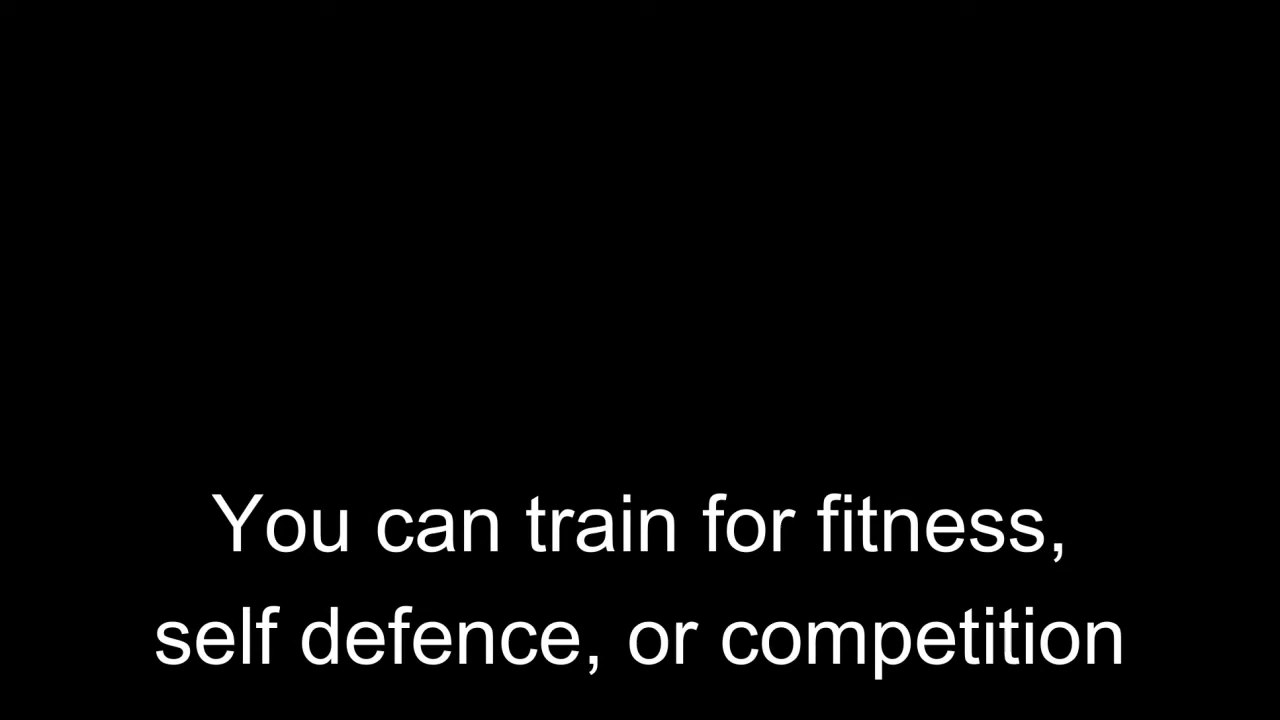 You can train for fitness,
self defence, or competition